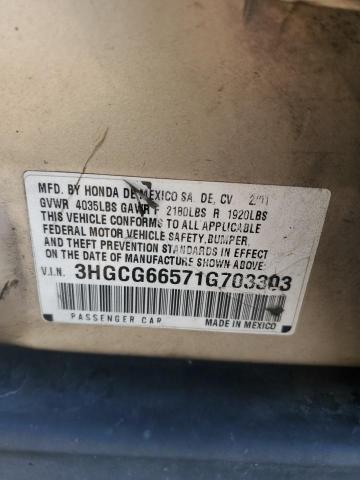 MFD. BY HONDA DE MEXICO SA. DE, CV 2/01
GVWR 4035LBS GAWR F 2180LBS R 1920LBS
THIS VEHICLE CONFORMS TO ALL APPLICABLE
FEDERAL MOTOR VEHICLE SAFETY, BUMPER,
AND THEFT PREVENTION STANDARDS IN EFFECT
ON THE DATE OF MANUFACTURE SHOWN ABOVE.
V.I.N. 3HGCG66571G703303
PASSENGER CAR MADE IN MEXICO